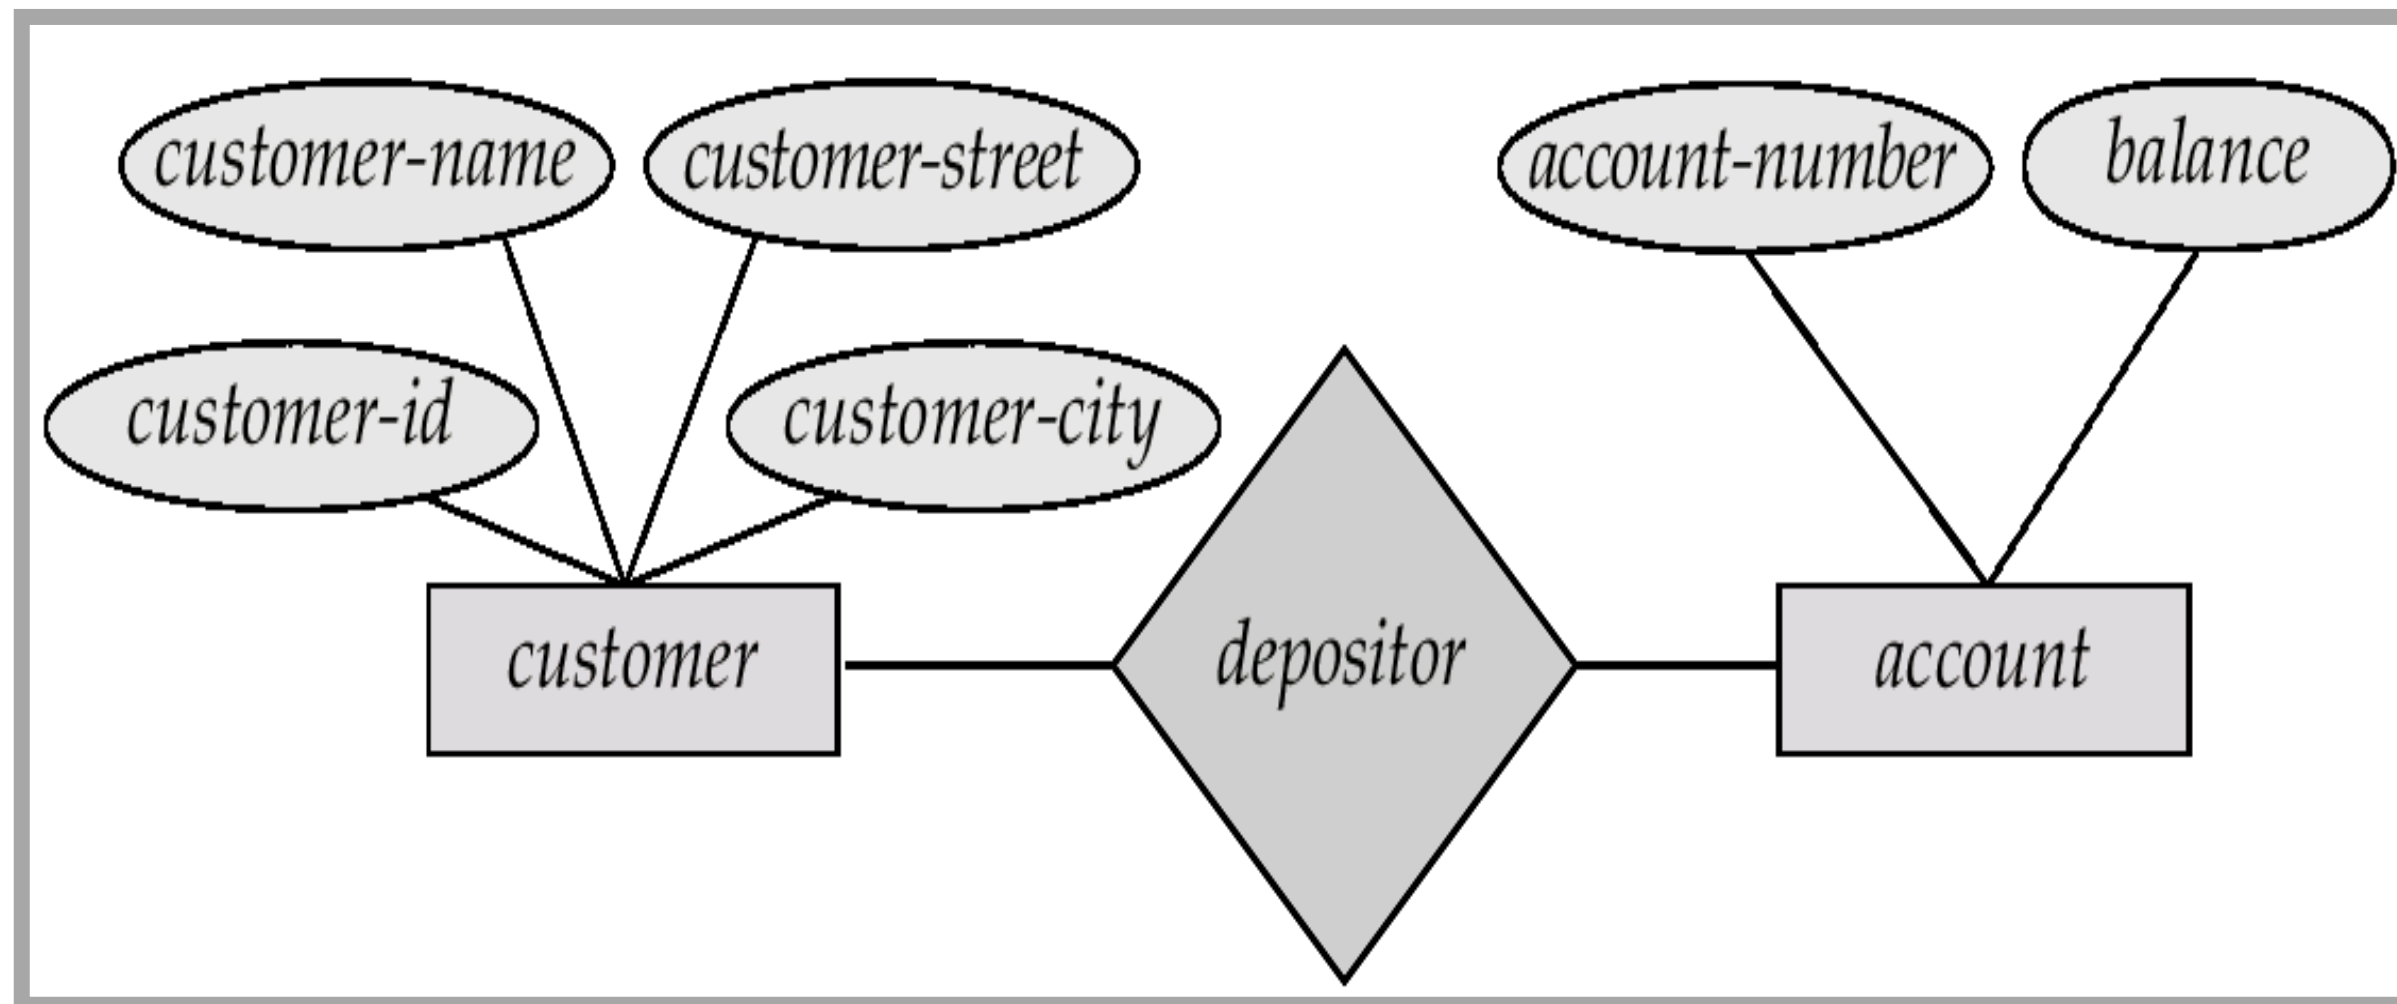 customer-name
customer-street
account-number
balance
customer-id
customer-city
customer
depositor
account